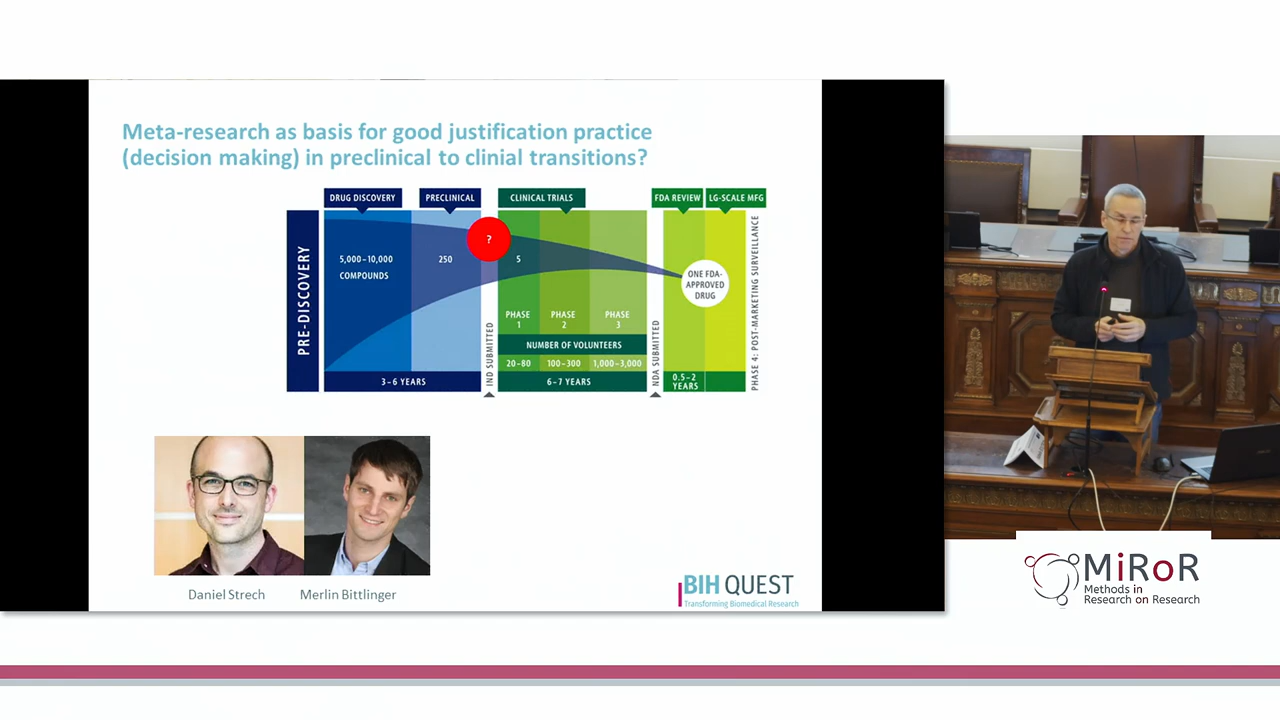 Meta-research as basis for good justification practice
(decision making) in preclinical to clinial transitions?
DRUG DISCOVERY
PRECLINICAL
CLINICAL TRIALS
FDA REVIEW
LG-SCALE MFG
PRE-DISCOVERY
5,000–10,000
COMPOUNDS
250
?
5
ONE FDA-
APPROVED
DRUG
PHASE
1
PHASE
2
PHASE
3
NUMBER OF VOLUNTEERS
20–80
100–300
1,000–3,000
IND SUBMITTED
NDA SUBMITTED
3–6 YEARS
6–7 YEARS
0.5–2
YEARS
PHASE 4: POST-MARKETING SURVEILLANCE
Daniel Strech
Merlin Bittlinger
BIH QUEST
Transforming Biomedical Research
MiRoR
Methods in
Research on Research